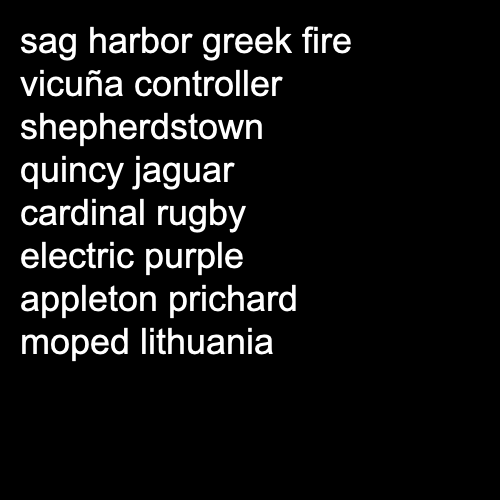 sag harbor greek fire
vicuña controller
shepherdstown
quincy jaguar
cardinal rugby
electric purple
appleton prichard
moped lithuania